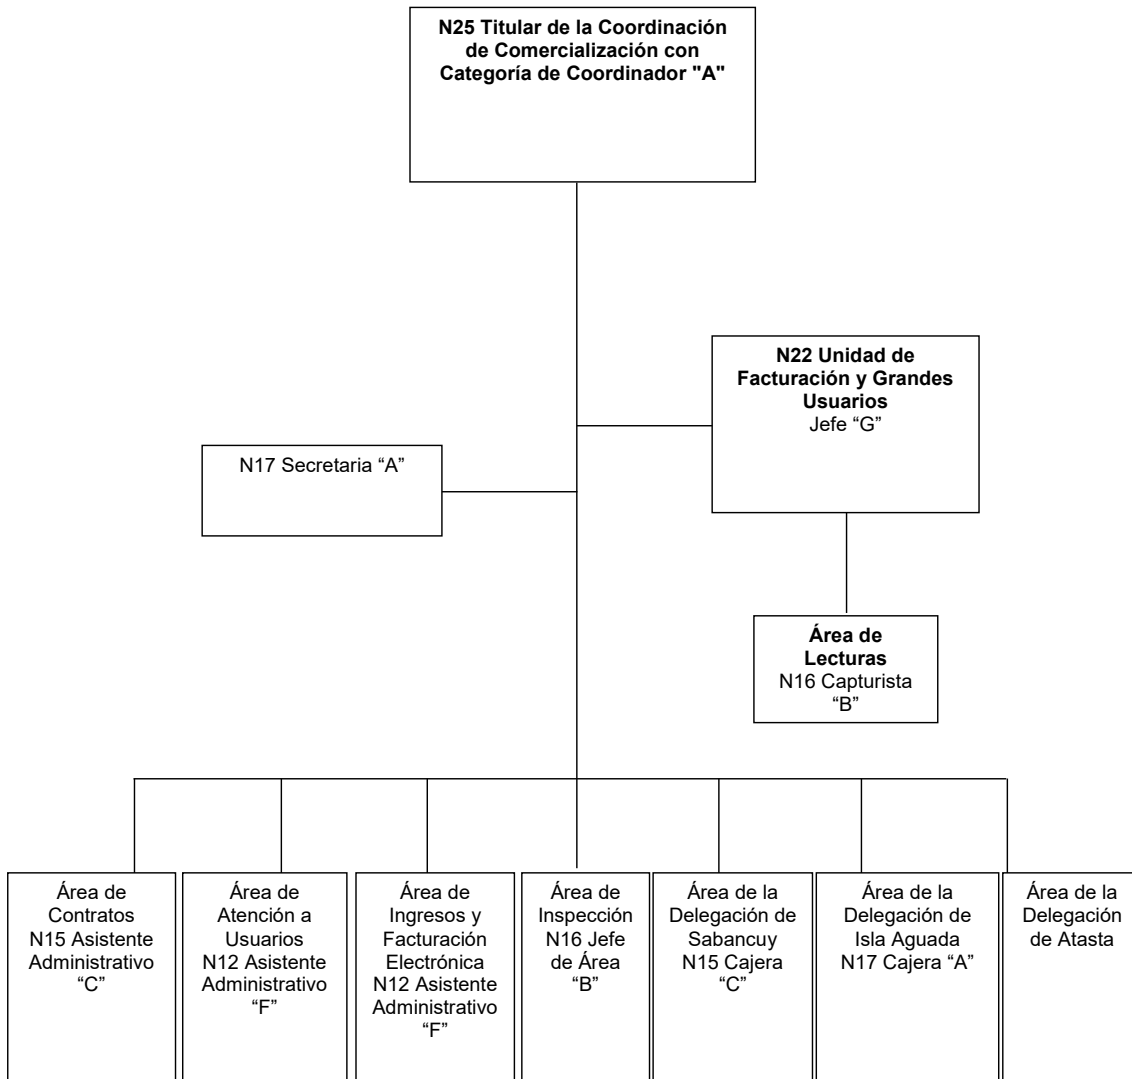 N25 Titular de la Coordinación
de Comercialización con
Categoría de Coordinador "A"
N22 Unidad de
Facturación y Grandes
Usuarios
Jefe “G”
N17 Secretaria “A”
Área de
Lecturas
N16 Capturista
“B”
Área de
Contratos
N15 Asistente
Administrativo
“C”
Área de
Atención a
Usuarios
N12 Asistente
Administrativo
“F”
Área de
Ingresos y
Facturación
Electrónica
N12 Asistente
Administrativo
“F”
Área de
Inspección
N16 Jefe
de Área
“B”
Área de la
Delegación de
Sabancuy
N15 Cajera
“C”
Área de la
Delegación de
Isla Aguada
N17 Cajera “A”
Área de la
Delegación
de Atasta